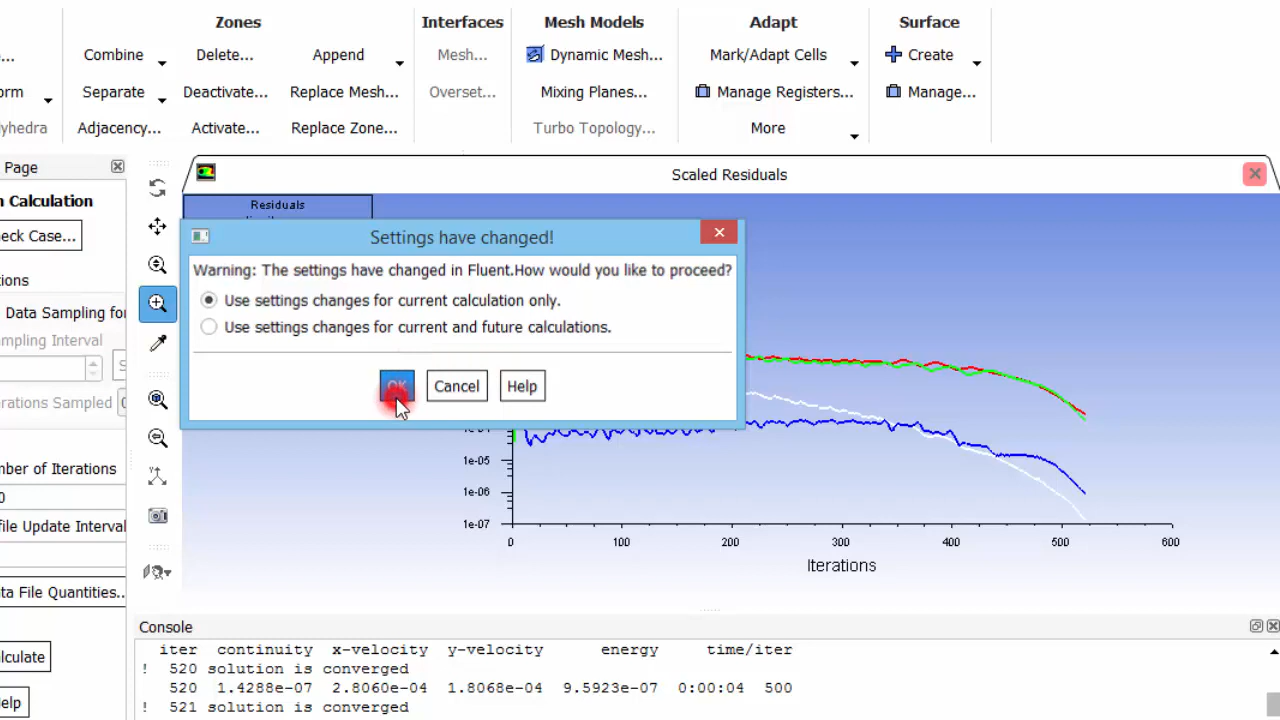 Zones
Interfaces
Mesh Models
Adapt
Surface
Combine
Delete...
Append
Mesh...
Dynamic Mesh...
Mark/Adapt Cells
Create
Separate
Deactivate...
Replace Mesh...
Overset...
Mixing Planes...
Manage Registers...
Manage...
Adjacency...
Activate...
Replace Zone...
Turbo Topology...
More
Page
Scaled Residuals
Calculation
eck Case...
Residuals
Settings have changed!
Warning: The settings have changed in Fluent.How would you like to proceed?
Use settings changes for current calculation only.
Use settings changes for current and future calculations.
OK
Cancel
Help
ions
Data Sampling for
mpling Interval
rations Sampled
mber of Iterations
0
file Update Interval
ta File Quantities...
lculate
elp
1e-05
1e-06
1e-07
0
100
200
300
400
500
600
Iterations
Console
iter continuity x-velocity y-velocity energy time/iter
! 520 solution is converged
520 1.4288e-07 2.8060e-04 1.8068e-04 9.5923e-07 0:00:04 500
! 521 solution is converged